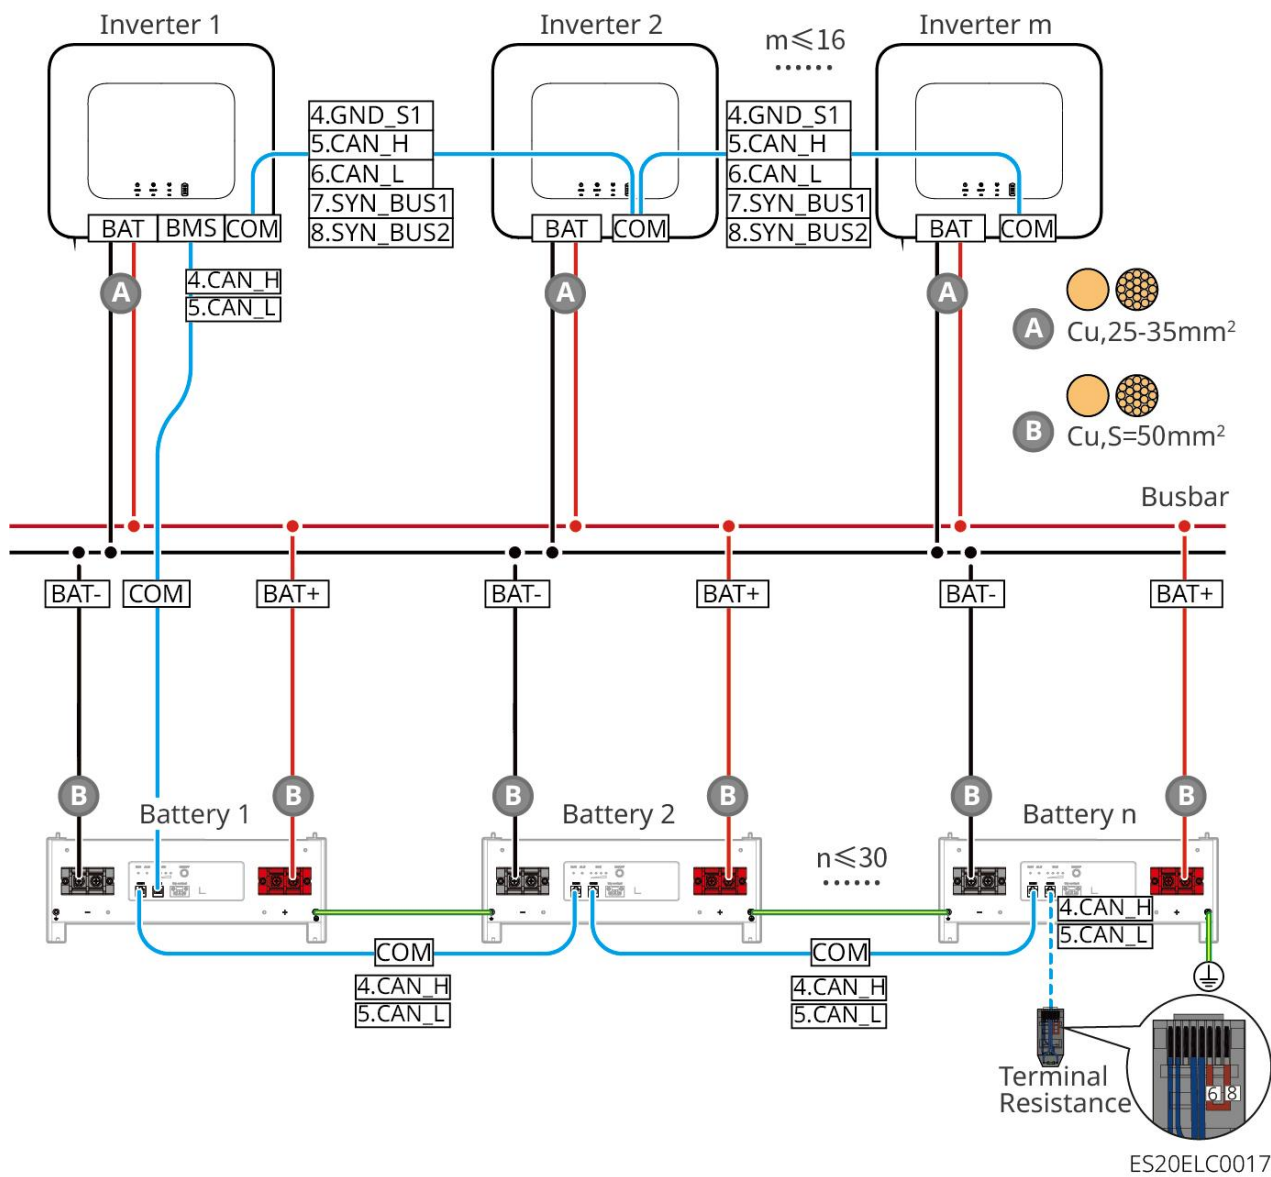 Inverter 1
Inverter 2
m≤16
Inverter m
4.GND_S1
5.CAN_H
6.CAN_L
7.SYN_BUS1
8.SYN_BUS2
4.GND_S1
5.CAN_H
6.CAN_L
7.SYN_BUS1
8.SYN_BUS2
BAT
BMS
COM
BAT
COM
BAT
COM
4.CAN_H
5.CAN_L
A
A
A
A
Cu,25-35mm²
B
Cu,S=50mm²
Busbar
BAT-
COM
BAT+
BAT-
BAT+
BAT-
BAT+
B
B
B
B
B
B
Battery 1
Battery 2
n≤30
Battery n
-
+
-
+
-
+
4.CAN_H
5.CAN_L
COM
4.CAN_H
5.CAN_L
COM
4.CAN_H
5.CAN_L
Terminal
Resistance
6
8
ES20ELC0017